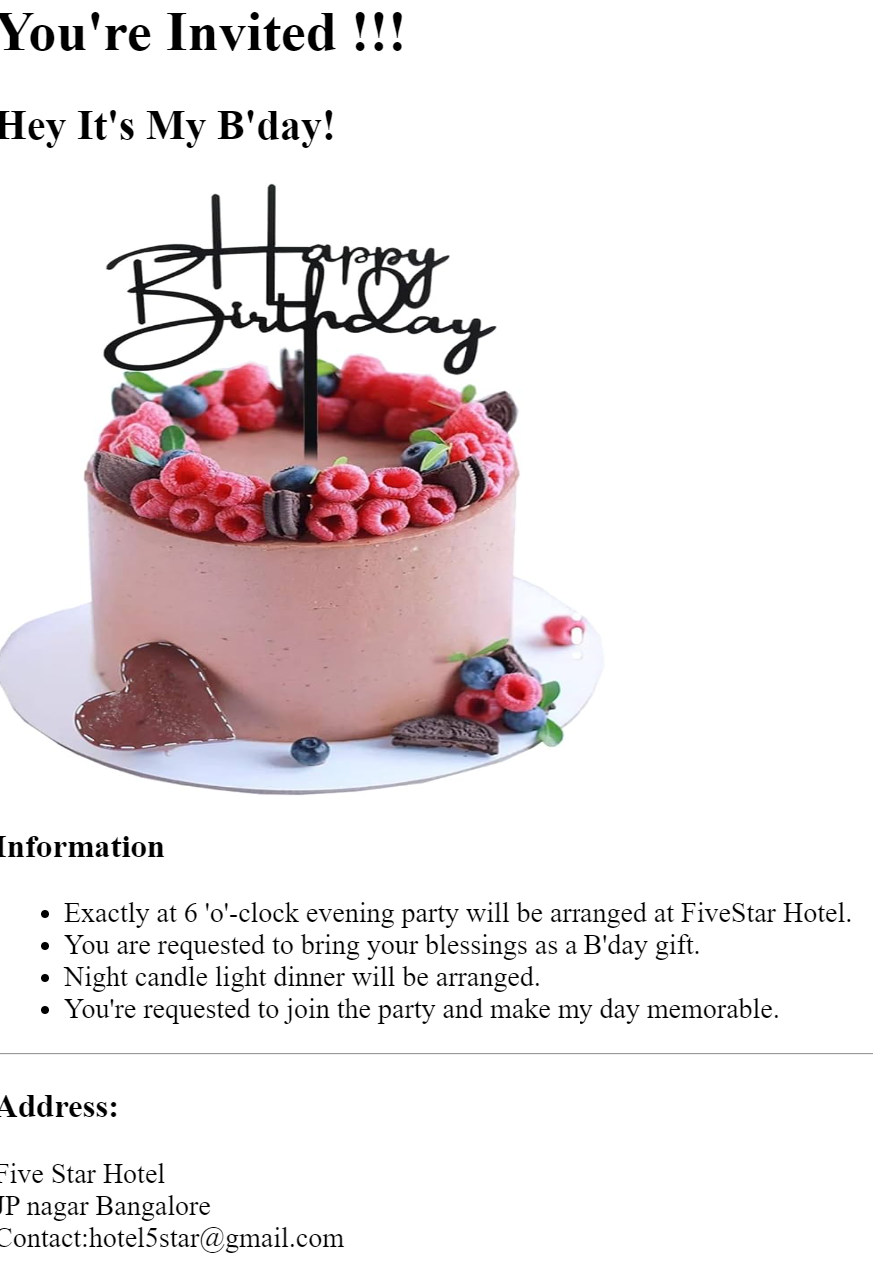 You're Invited !!!
Hey It's My B'day!
Happy
Birthday
Information
• Exactly at 6 'o'-clock evening party will be arranged at FiveStar Hotel.
• You are requested to bring your blessings as a B'day gift.
• Night candle light dinner will be arranged.
• You're requested to join the party and make my day memorable.
Address:
Five Star Hotel
JP nagar Bangalore
Contact:hotel5star@gmail.com